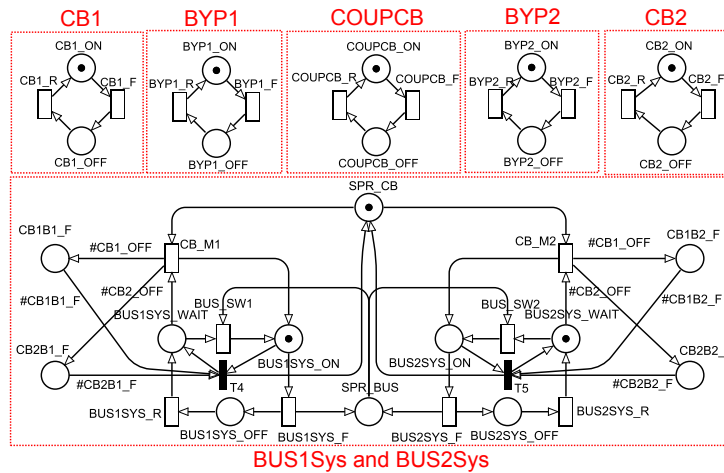 CB1 BYP1 COUPCB BYP2 CB2
CB1_ON BYP1_ON COUPCB_ON BYP2_ON CB2_ON
CB1_R CB1_F BYP1_R BYP1_F COUPCB_R COUPCB_F BYP2_R BYP2_F CB2_R CB2_F
CB1_OFF BYP1_OFF COUPCB_OFF BYP2_OFF CB2_OFF
SPR_CB
CB1B1_F #CB1_OFF CB_M1 CB_M2 #CB1_OFF CB1B2_F
#CB2_OFF #CB2_OFF
#CB1B1_F BUS_SW1 BUS_SW2 #CB1B2_F
BUS1SYS_WAIT BUS2SYS_WAIT
CB2B1_F BUS1SYS_ON BUS2SYS_ON CB2B2_F
#CB2B1_F T4 SPR_BUS T5 #CB2B2_F
BUS1SYS_R BUS1SYS_OFF BUS1SYS_F BUS2SYS_F BUS2SYS_OFF BUS2SYS_R
BUS1Sys and BUS2Sys